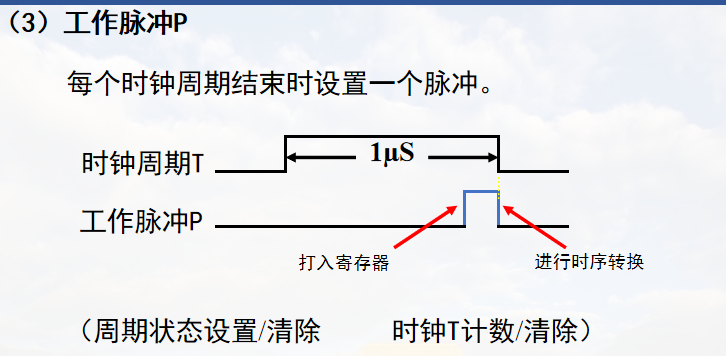 （3）工作脉冲P
每个时钟周期结束时设置一个脉冲。
时钟周期T
1μS
工作脉冲P
打入寄存器
进行时序转换
（周期状态设置/清除 时钟T计数/清除）